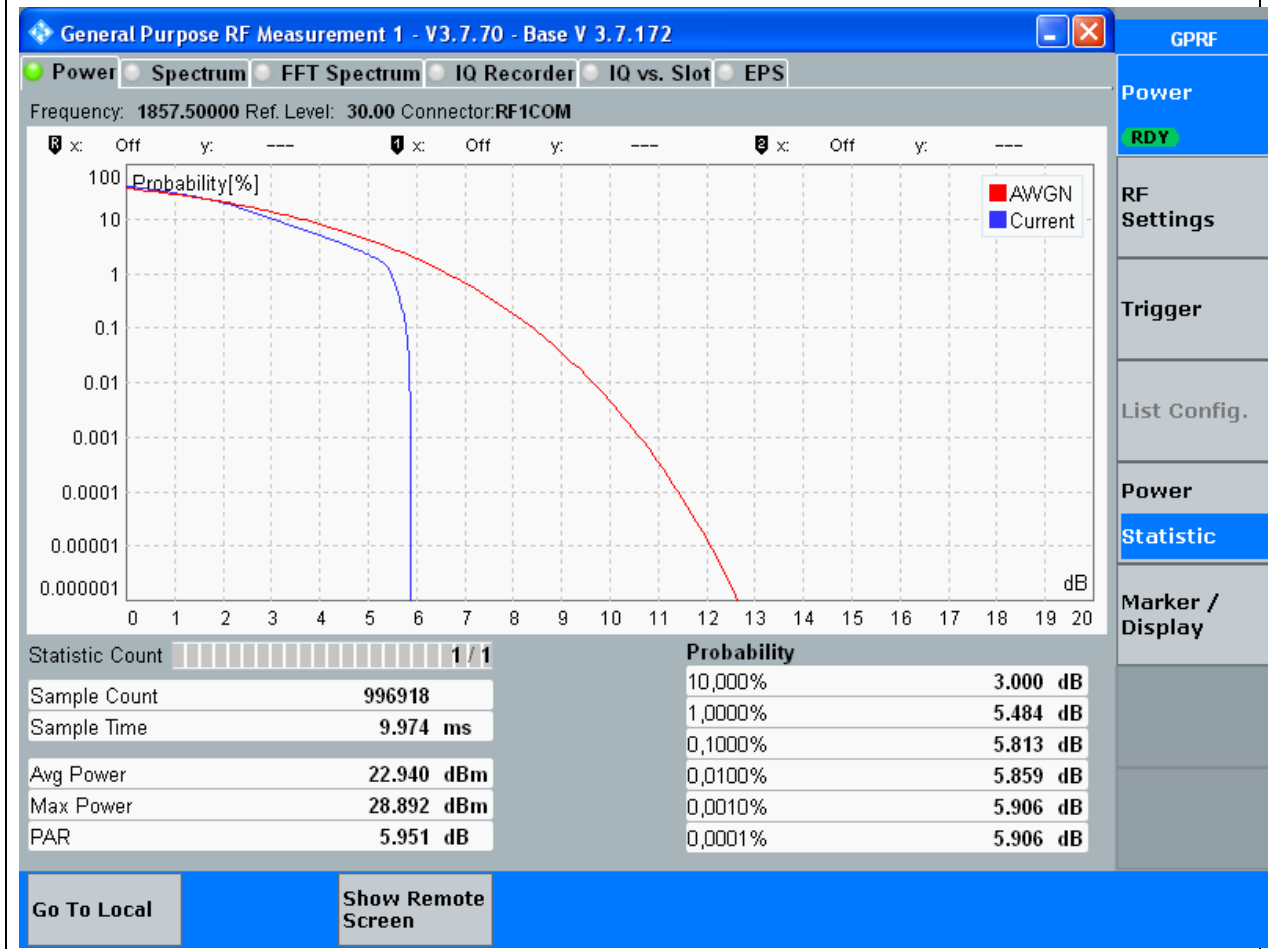 General Purpose RF Measurement 1 - V3.7.70 - Base V 3.7.172
GPRF
Power Spectrum FFT Spectrum IQ Recorder IQ vs. Slot EPS
Frequency: 1857.50000 Ref. Level: 30.00 Connector:RF1COM
R x: Off y: --- 1 x: Off y: --- 2 x: Off y: ---
Probability[%]
100
10
1
0.1
0.01
0.001
0.0001
0.00001
0.000001
AWGN
Current
dB
0 1 2 3 4 5 6 7 8 9 10 11 12 13 14 15 16 17 18 19 20
Statistic Count 1 / 1
Sample Count 996918
Sample Time 9.974 ms
Avg Power 22.940 dBm
Max Power 28.892 dBm
PAR 5.951 dB
Probability
10,000% 3.000 dB
1,0000% 5.484 dB
0,1000% 5.813 dB
0,0100% 5.859 dB
0,0010% 5.906 dB
0,0001% 5.906 dB
Power
RDY
RF
Settings
Trigger
List Config.
Power
Statistic
Marker /
Display
Go To Local
Show Remote
Screen